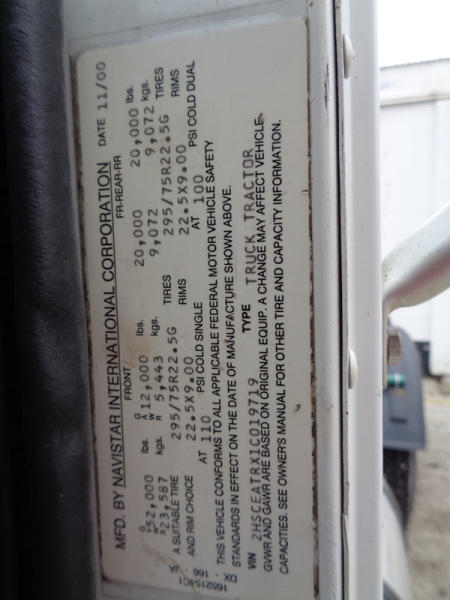 MFD. BY NAVISTAR INTERNATIONAL CORPORATION DATE 11/00
FRONT FR-REAR-RR
GVWR 52,000 lbs. GAWR 12,000 lbs. 20,000 20,000 lbs.
23,587 kgs. 5,443 kgs. 9,072 9,072 kgs.
A SUITABLE TIRE 295/75R22.5G TIRES 295/75R22.5G TIRES
AND RIM CHOICE 22.5X9.00 RIMS 22.5X9.00 RIMS
AT 110 PSI COLD SINGLE AT 100 PSI COLD DUAL
THIS VEHICLE CONFORMS TO ALL APPLICABLE FEDERAL MOTOR VEHICLE SAFETY
STANDARDS IN EFFECT ON THE DATE OF MANUFACTURE SHOWN ABOVE.
VIN 2HSCEATRX1C019719 TYPE TRUCK TRACTOR
GVWR AND GAWR ARE BASED ON ORIGINAL EQUIP. A CHANGE MAY AFFECT VEHICLE
CAPACITIES. SEE OWNER'S MANUAL FOR OTHER TIRE AND CAPACITY INFORMATION.